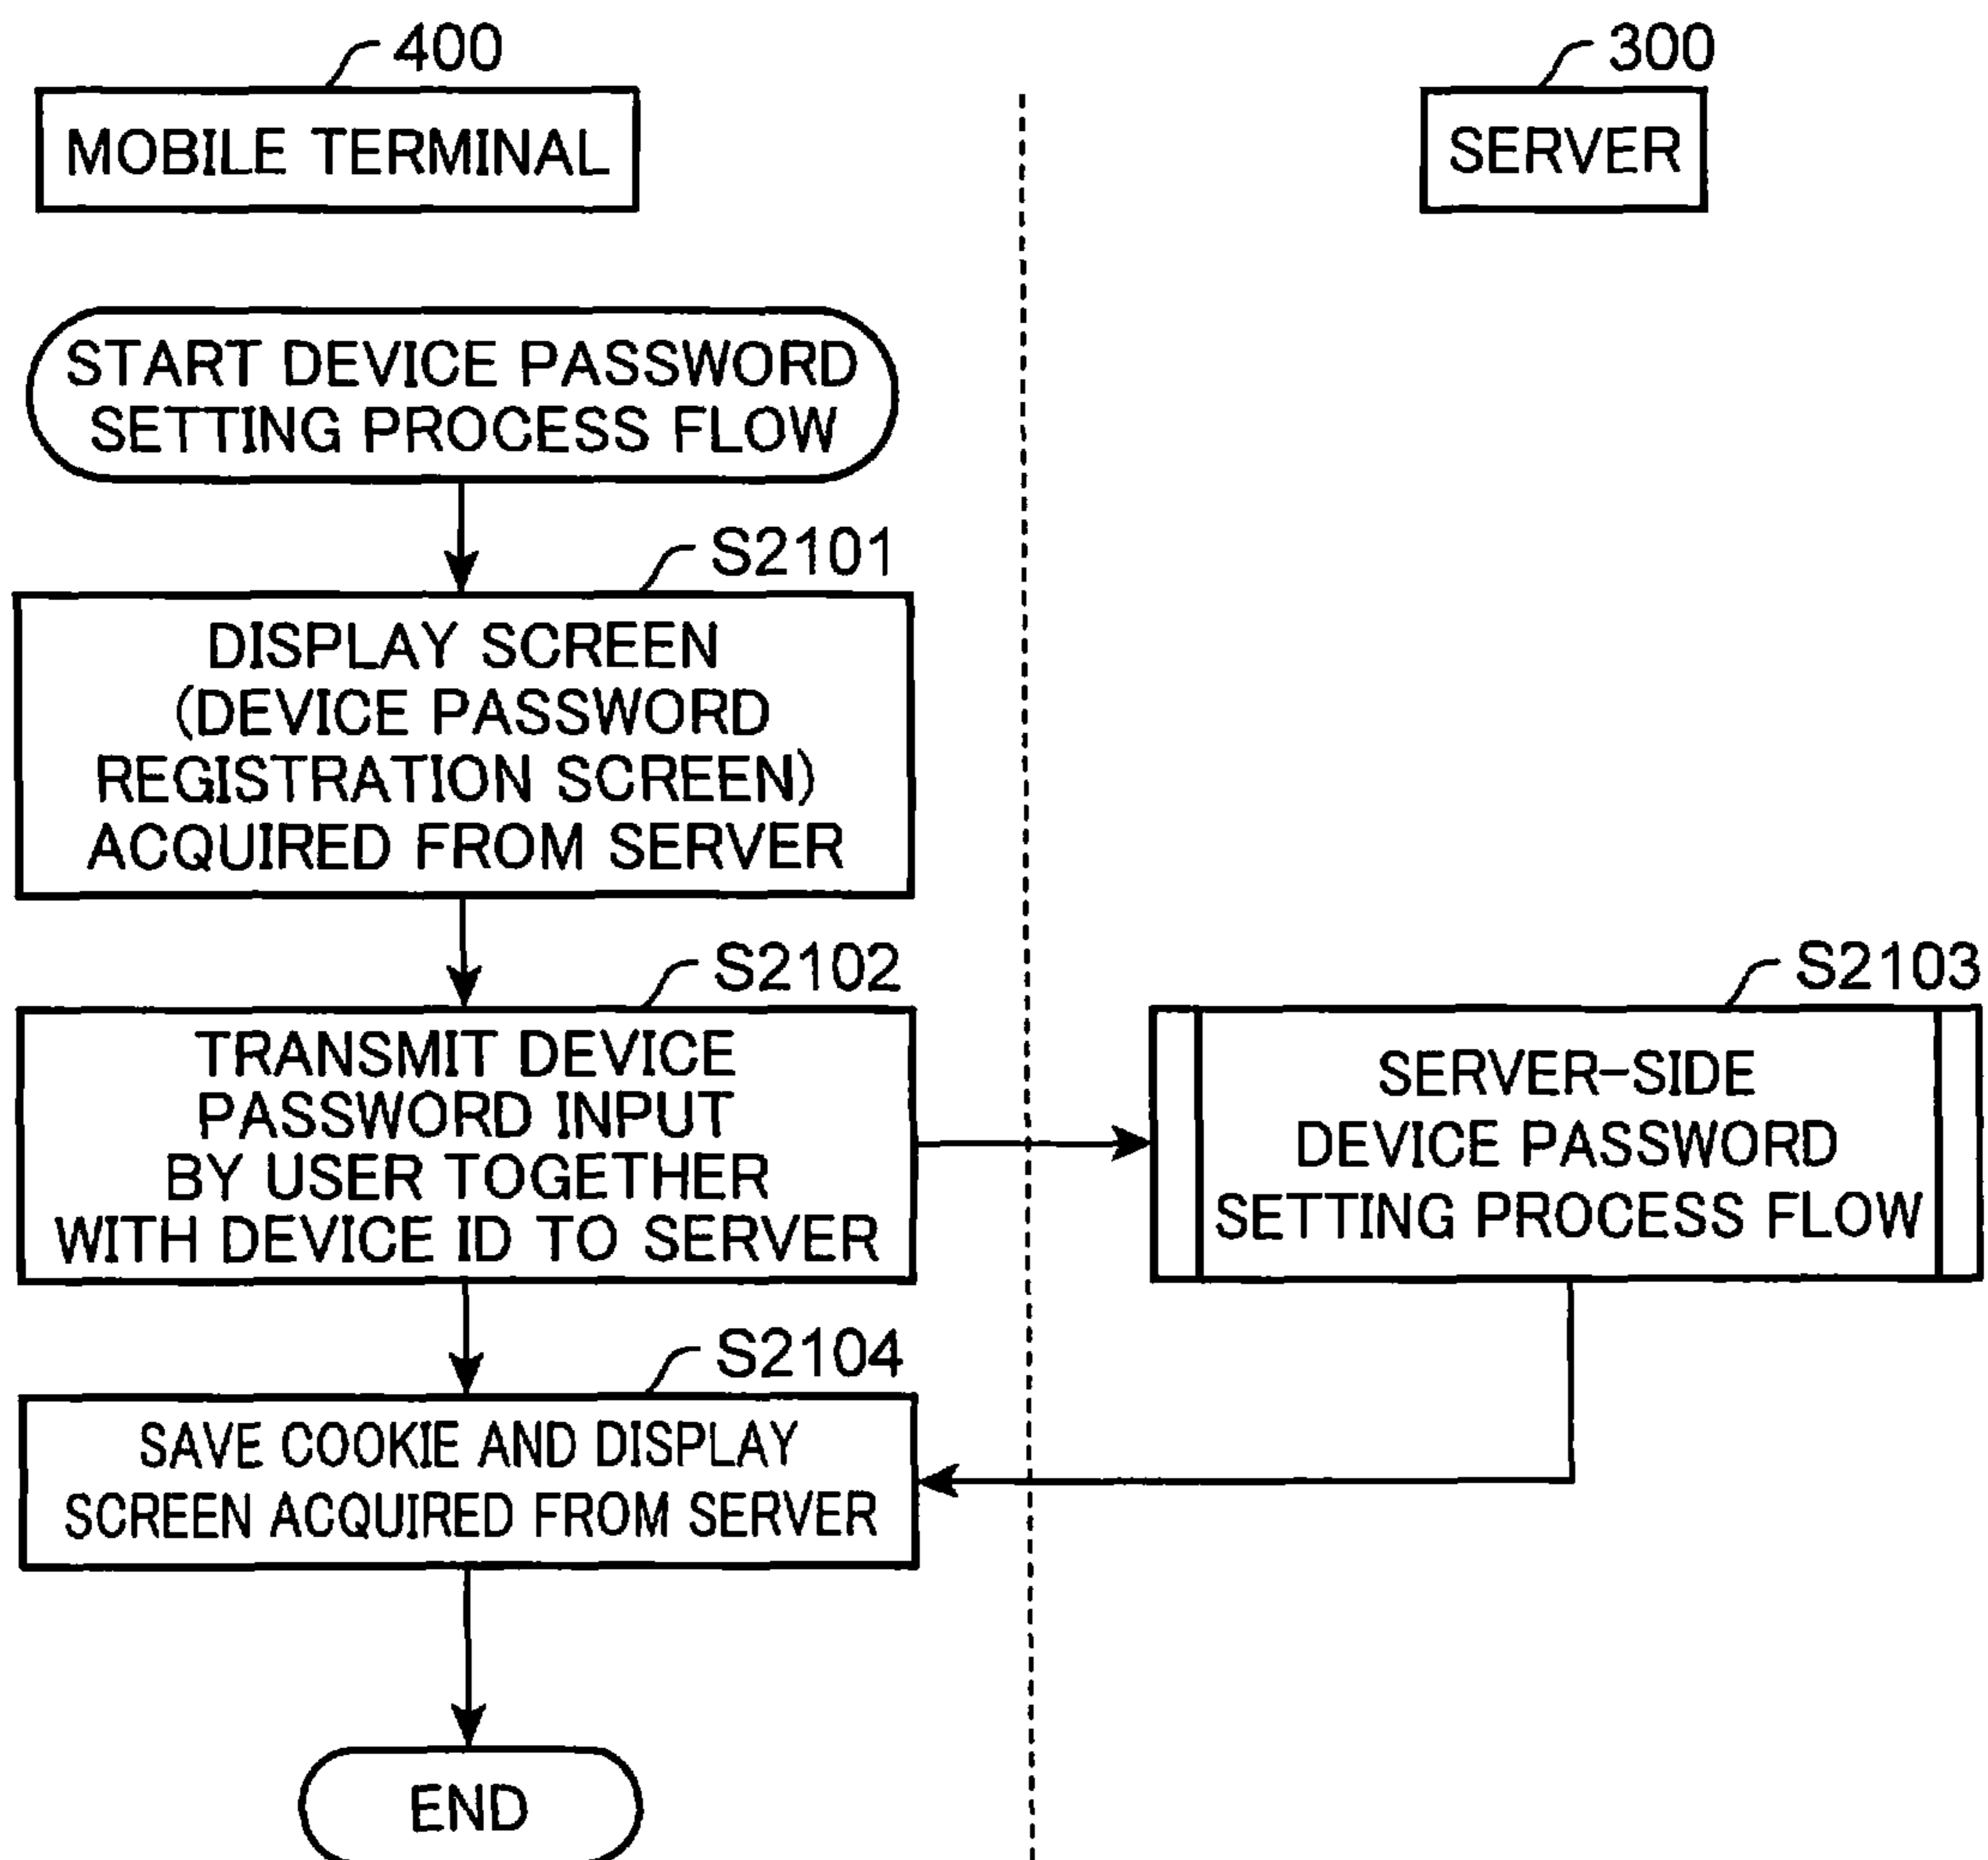 400
MOBILE TERMINAL
300
SERVER
START DEVICE PASSWORD
SETTING PROCESS FLOW
S2101
DISPLAY SCREEN
(DEVICE PASSWORD
REGISTRATION SCREEN)
ACQUIRED FROM SERVER
S2102
TRANSMIT DEVICE
PASSWORD INPUT
BY USER TOGETHER
WITH DEVICE ID TO SERVER
S2103
SERVER-SIDE
DEVICE PASSWORD
SETTING PROCESS FLOW
S2104
SAVE COOKIE AND DISPLAY
SCREEN ACQUIRED FROM SERVER
END